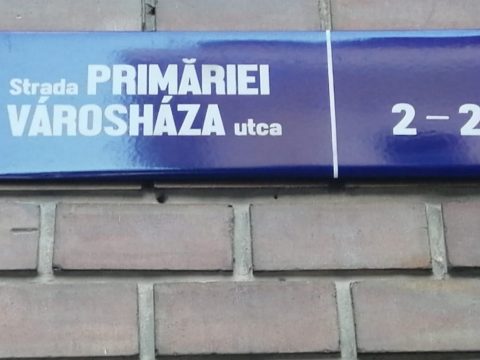 Strada PRIMĂRIEI
VÁROSHÁZA utca
2 – 2